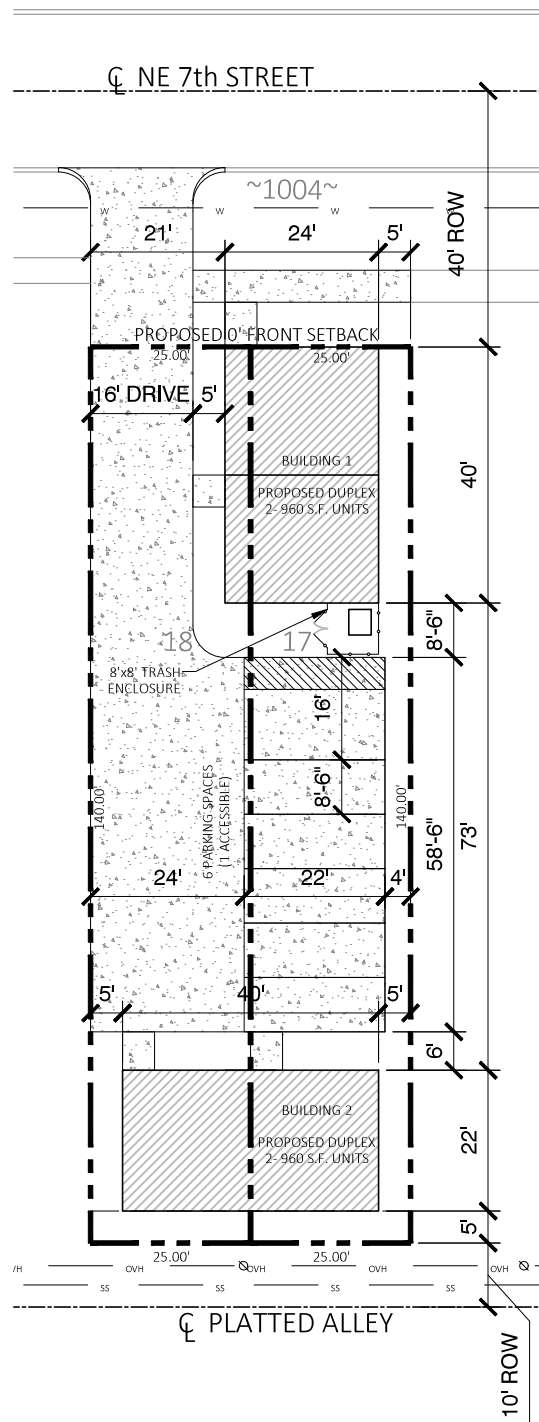 ℄ NE 7th STREET
~1004~
W W W W
21' 24' 5'
40' ROW
PROPOSED 0' FRONT SETBACK
25.00' 25.00'
16' DRIVE 5'
BUILDING 1
PROPOSED DUPLEX
2- 960 S.F. UNITS
40'
18 17
8'x8' TRASH
ENCLOSURE
8'-6"
16'
8'-6"
6 PARKING SPACES
(1 ACCESSIBLE)
140.00' 140.00'
58'-6" 73'
24' 22' 4'
5' 40' 5'
6'
BUILDING 2
PROPOSED DUPLEX
2- 960 S.F. UNITS
22'
5'
25.00' 25.00'
VH OVH OVH OVH OVH
SS SS SS SS
℄ PLATTED ALLEY
10' ROW